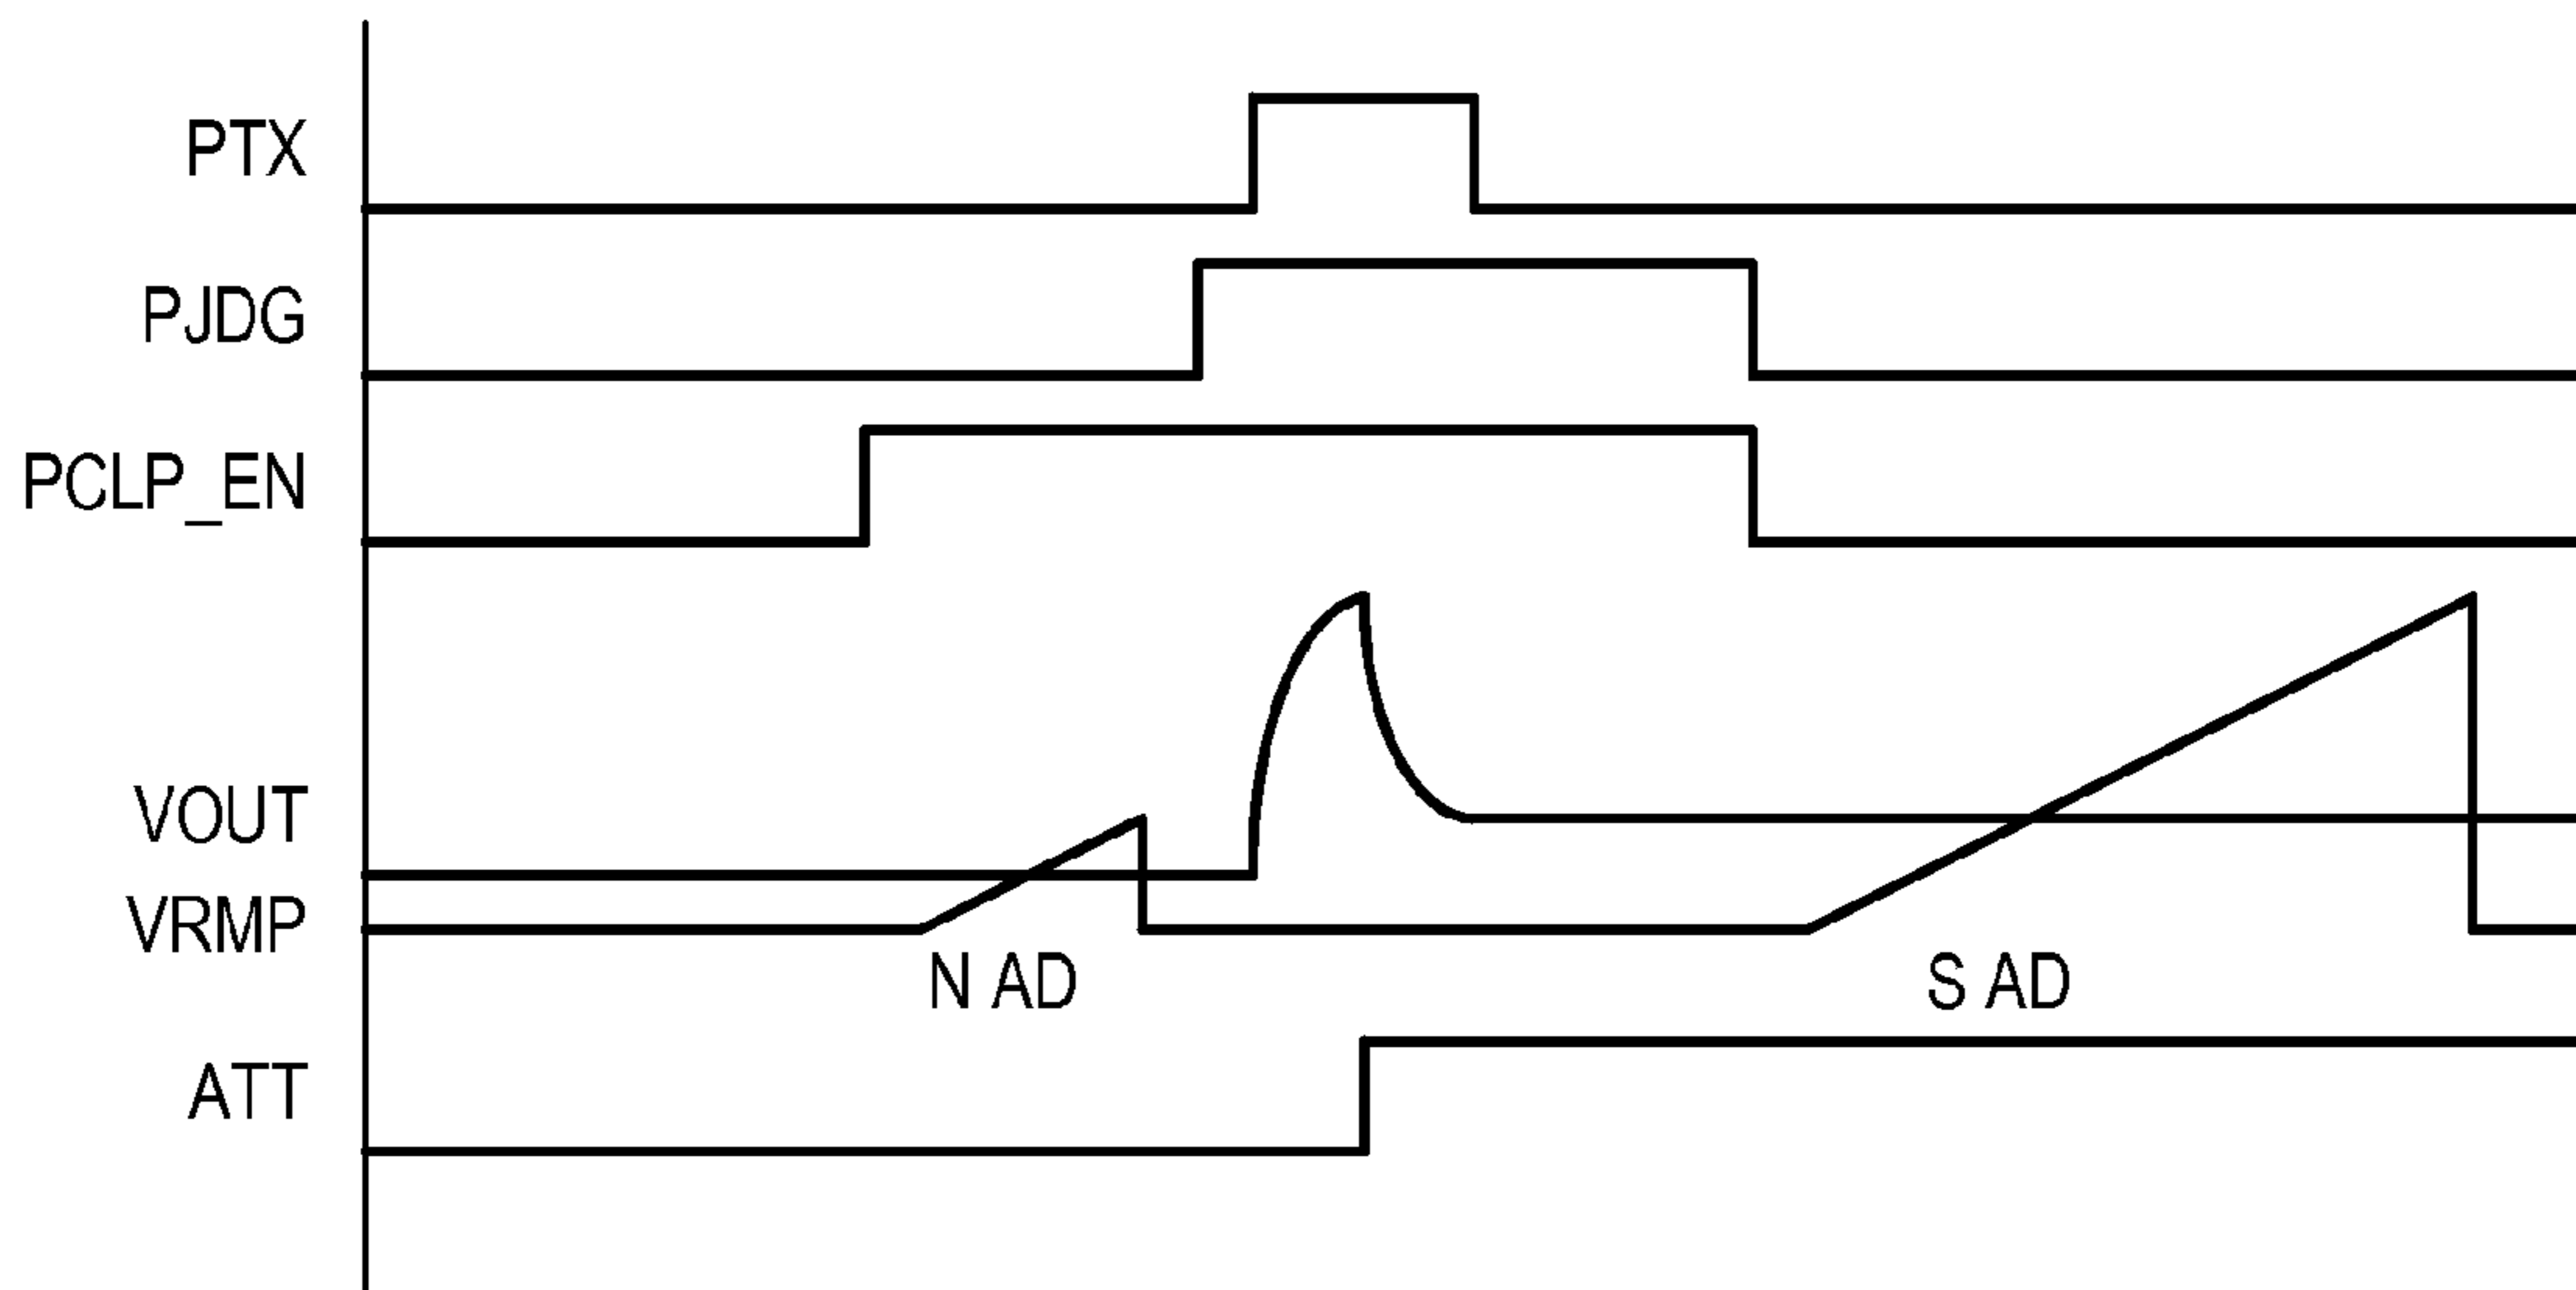 PTX
PJDG
PCLP_EN
VOUT
VRMP
N AD
S AD
ATT